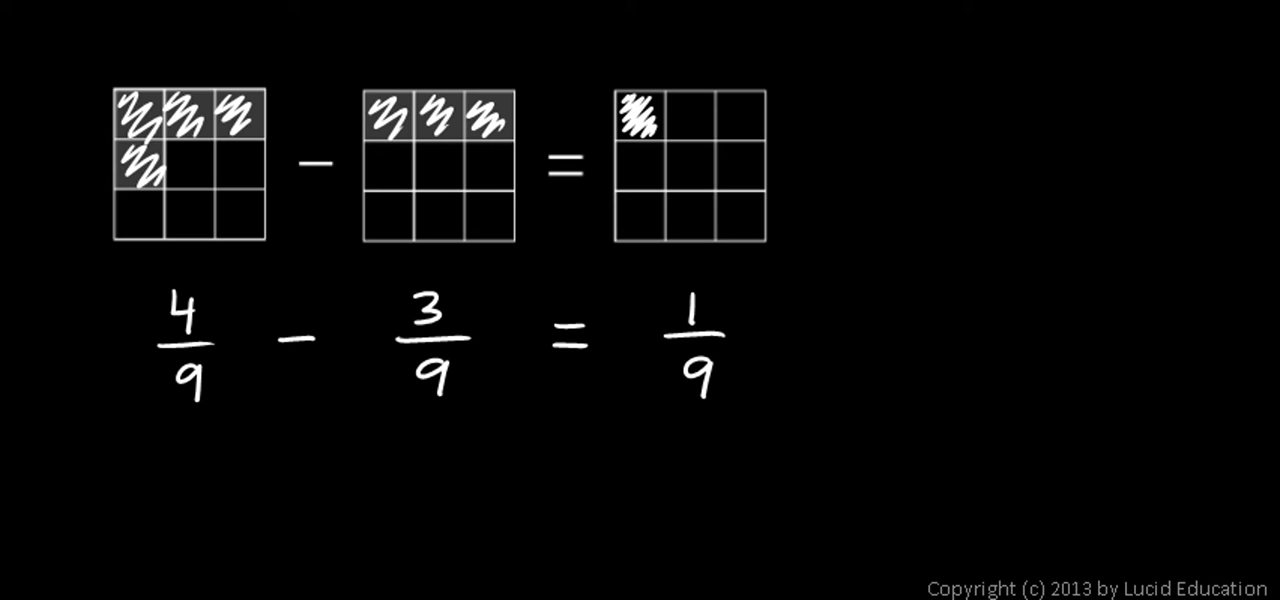 − =
4/9 − 3/9 = 1/9
Copyright (c) 2013 by Lucid Education